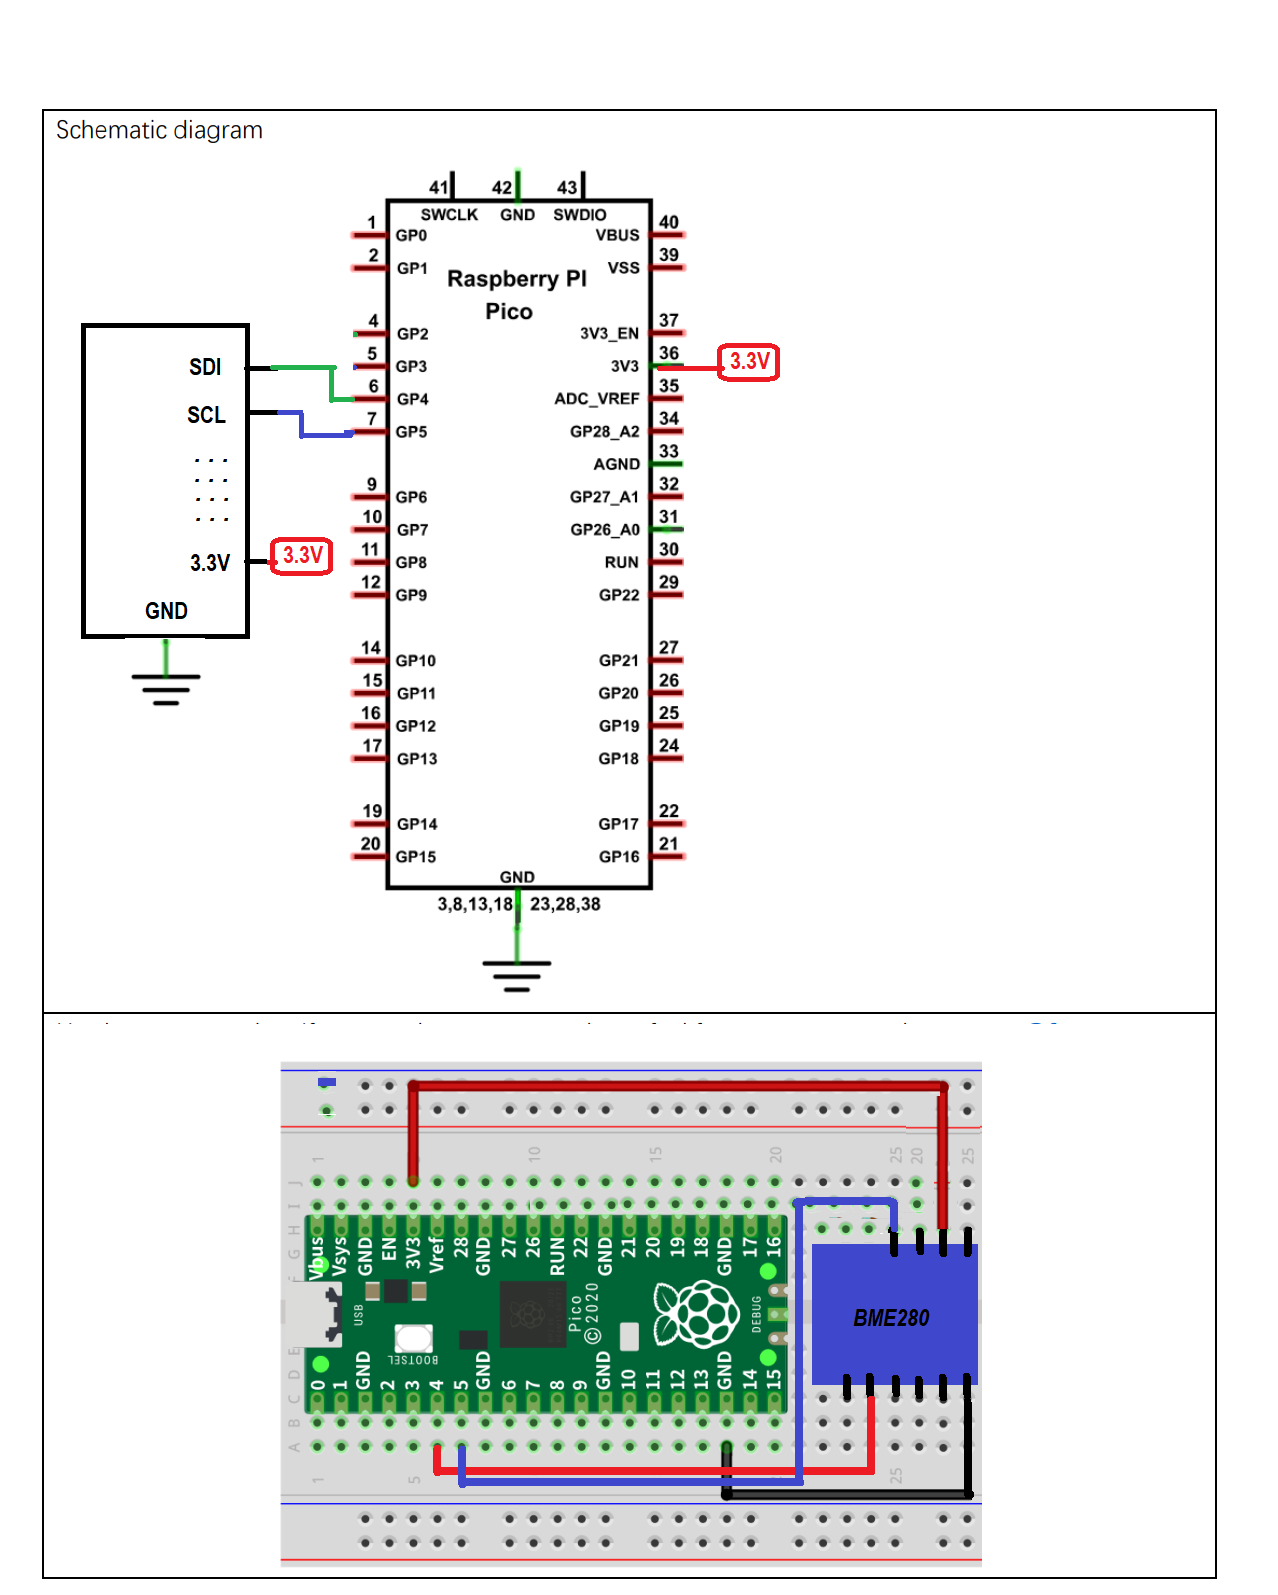 Schematic diagram
41 42 43
SWCLK GND SWDIO
1 GP0 VBUS 40
2 GP1 VSS 39
Raspberry PI
Pico
4 GP2 3V3_EN 37
SDI 5 GP3 3V3 36 3.3V
6 GP4 ADC_VREF 35
SCL 7 GP5 GP28_A2 34
AGND 33
9 GP6 GP27_A1 32
10 GP7 GP26_A0 31
3.3V 3.3V 11 GP8 RUN 30
GND 12 GP9 GP22 29
14 GP10 GP21 27
15 GP11 GP20 26
16 GP12 GP19 25
17 GP13 GP18 24
19 GP14 GP17 22
20 GP15 GP16 21
GND
3,8,13,18 23,28,38
1 10 15 20 25 20 25
J
I
H
G
Vbus Vsys GND EN 3V3 Vref 28 GND 27 26 RUN 22 GND 21 20 19 18 GND 17 16
USB
BOOTSEL
Pico
©2020
DEBUG
BME280
E
D
C
B
A
0 1 GND 2 3 4 5 GND 6 7 8 9 GND 10 11 12 13 GND 14 15
1 5 25